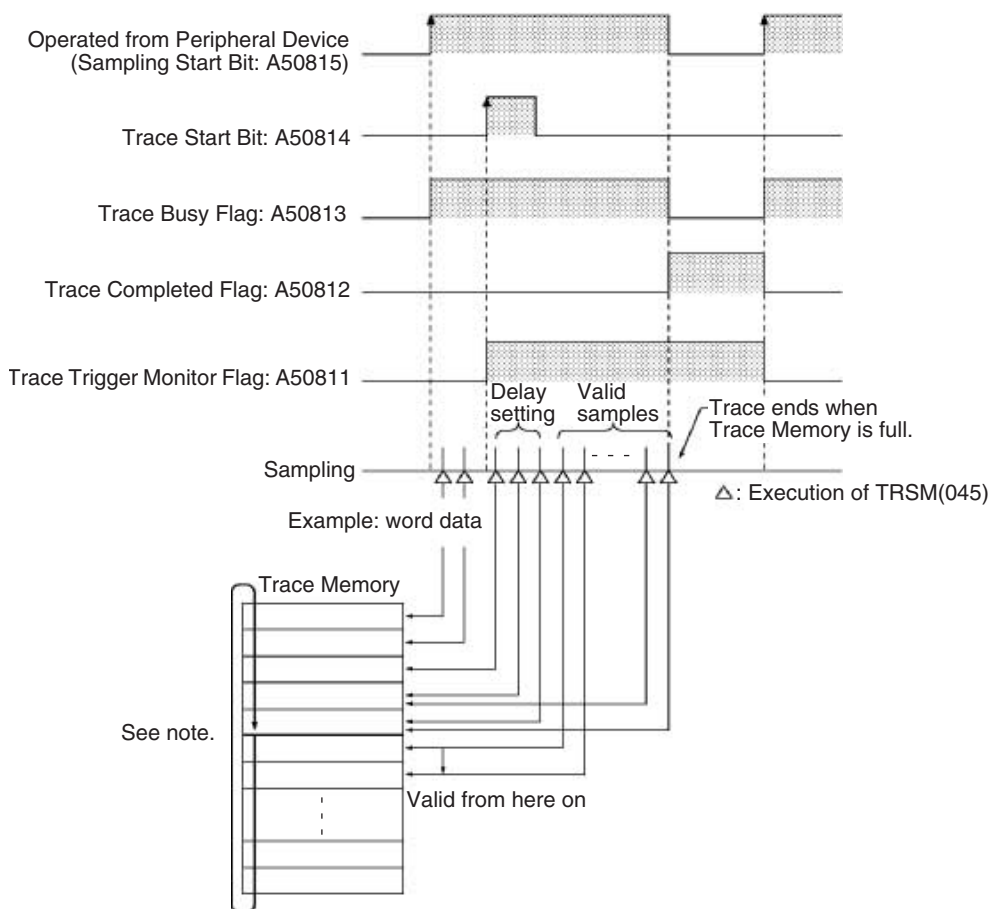 Operated from Peripheral Device
(Sampling Start Bit: A50815)
Trace Start Bit: A50814
Trace Busy Flag: A50813
Trace Completed Flag: A50812
Trace Trigger Monitor Flag: A50811
Delay
setting
Valid
samples
Trace ends when
Trace Memory is full.
Sampling
: Execution of TRSM(045)
Example: word data
Trace Memory
See note.
Valid from here on